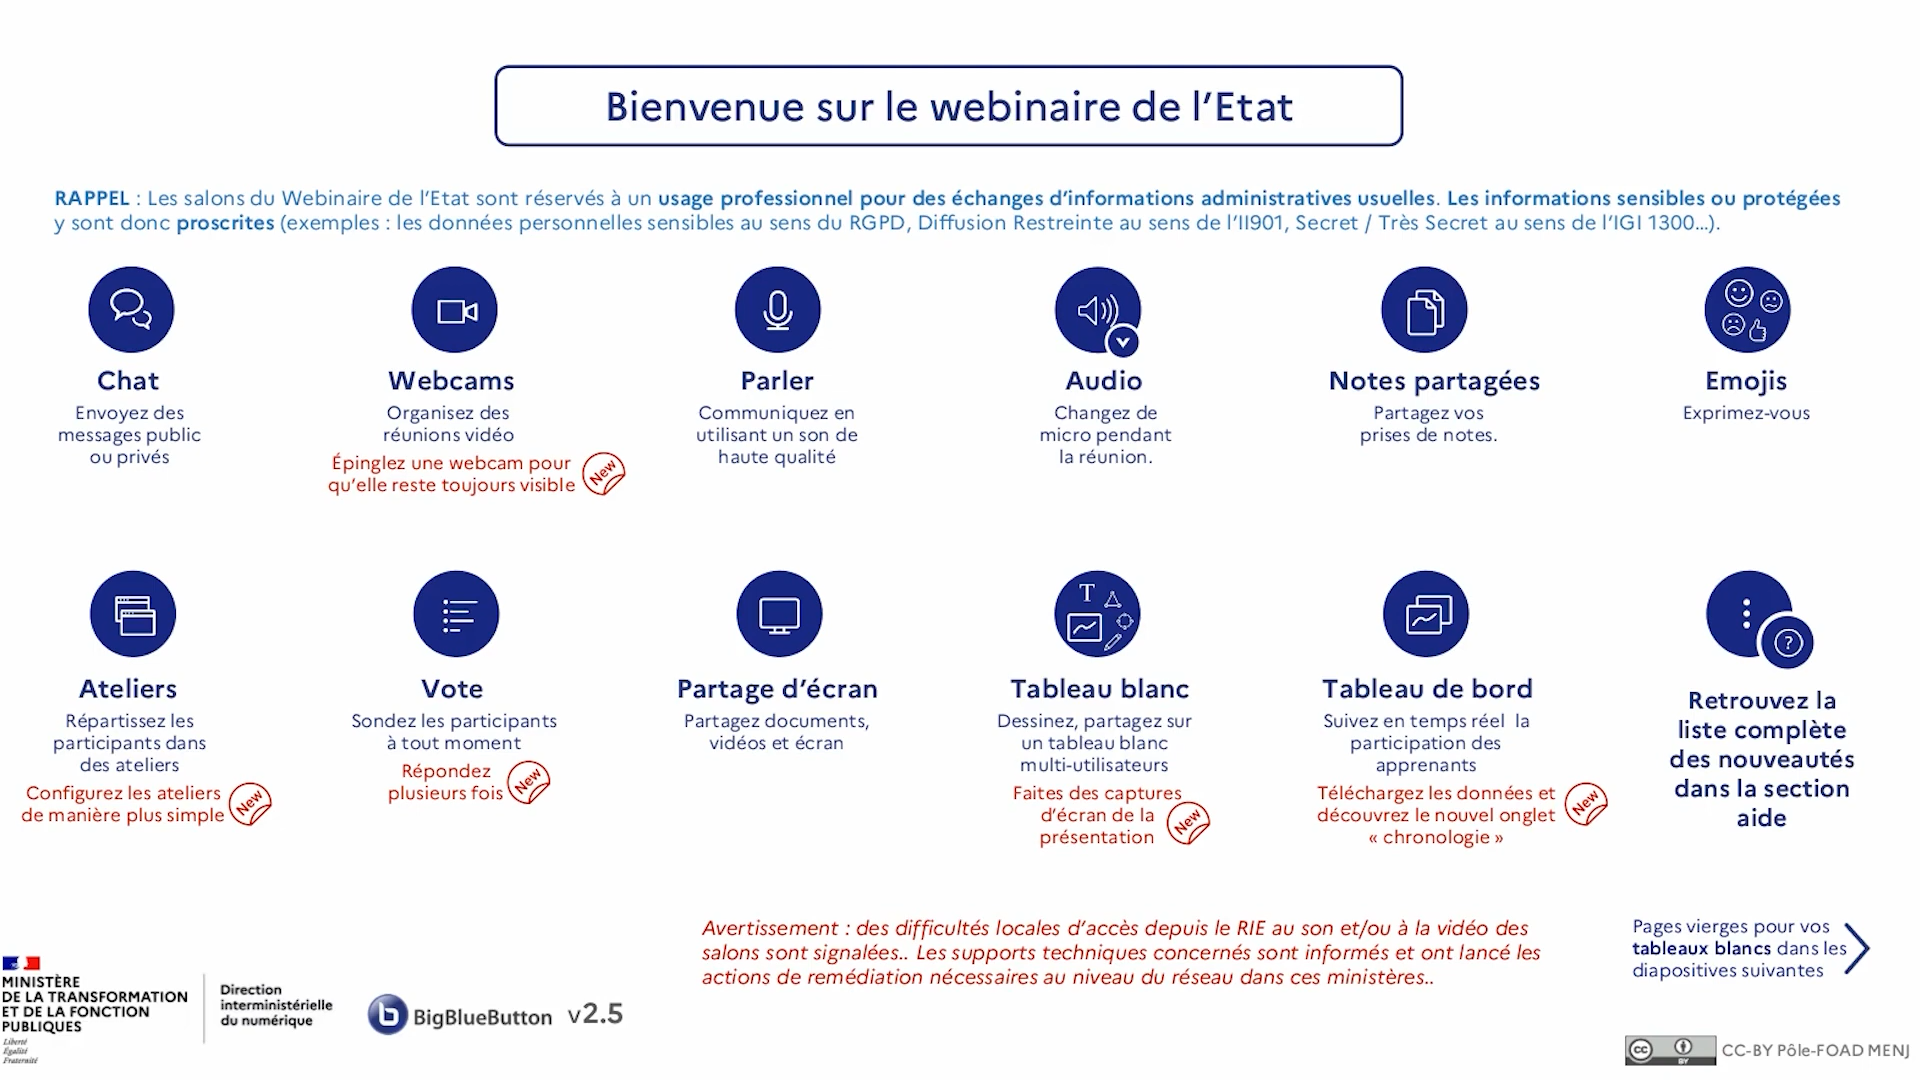 Bienvenue sur le webinaire de l’Etat
RAPPEL : Les salons du Webinaire de l’Etat sont réservés à un usage professionnel pour des échanges d’informations administratives usuelles. Les informations sensibles ou protégées
y sont donc proscrites (exemples : les données personnelles sensibles au sens du RGPD, Diffusion Restreinte au sens de l’II901, Secret / Très Secret au sens de l’IGI 1300…).
Chat
Envoyez des
messages public
ou privés
Webcams
Organisez des
réunions vidéo
Épinglez une webcam pour
qu’elle reste toujours visible
New
Parler
Communiquez en
utilisant un son de
haute qualité
Audio
Changez de
micro pendant
la réunion.
Notes partagées
Partagez vos
prises de notes.
Emojis
Exprimez-vous
Ateliers
Répartissez les
participants dans
des ateliers
Configurez les ateliers
de manière plus simple
New
Vote
Sondez les participants
à tout moment
Répondez
plusieurs fois
New
Partage d’écran
Partagez documents,
vidéos et écran
T
Tableau blanc
Dessinez, partagez sur
un tableau blanc
multi-utilisateurs
Faites des captures
d’écran de la
présentation
New
Tableau de bord
Suivez en temps réel  la
participation des
apprenants
Téléchargez les données et
découvrez le nouvel onglet
« chronologie »
New
?
Retrouvez la
liste complète
des nouveautés
dans la section
aide
Avertissement : des difficultés locales d’accès depuis le RIE au son et/ou à la vidéo des
salons sont signalées.. Les supports techniques concernés sont informés et ont lancé les
actions de remédiation nécessaires au niveau du réseau dans ces ministères..
Pages vierges pour vos
tableaux blancs dans les
diapositives suivantes
MINISTÈRE
DE LA TRANSFORMATION
ET DE LA FONCTION
PUBLIQUES
Liberté
Égalité
Fraternité
Direction
interministérielle
du numérique
b
BigBlueButton v2.5
cc
BY
CC-BY Pôle-FOAD MENJ